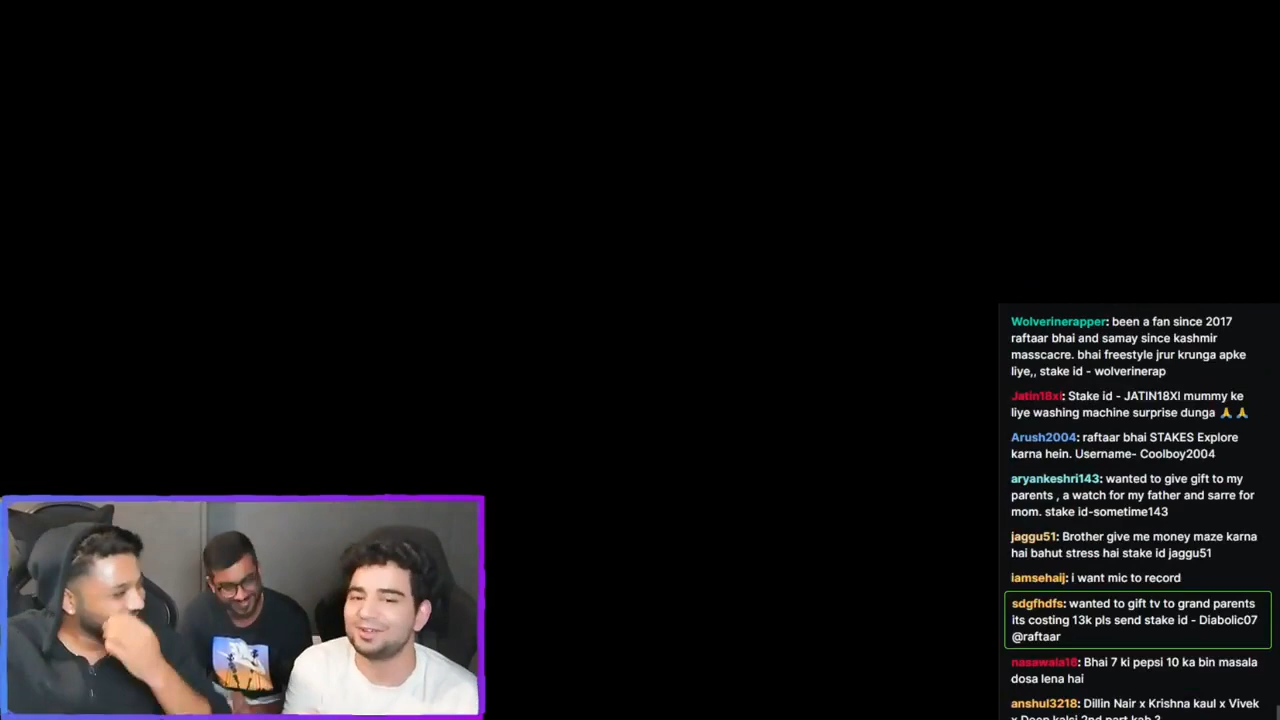 Wolverinerapper: been a fan since 2017
raftaar bhai and samay since kashmir
masscacre. bhai freestyle jrur krunga apke
liye,, stake id - wolverinerap
Jatin18xi: Stake id - JATIN18XI mummy ke
liye washing machine surprise dunga 🙏 🙏
Arush2004: raftaar bhai STAKES Explore
karna hein. Username- Coolboy2004
aryankeshri143: wanted to give gift to my
parents , a watch for my father and sarre for
mom. stake id-sometime143
jaggu51: Brother give me money maze karna
hai bahut stress hai stake id jaggu51
iamsehaij: i want mic to record
sdgfhdfs: wanted to gift tv to grand parents
its costing 13k pls send stake id - Diabolic07
@raftaar
nasawala16: Bhai 7 ki pepsi 10 ka bin masala
dosa lena hai
anshul3218: Dillin Nair x Krishna kaul x Vivek
x Deep kalsi 2nd part kab ?